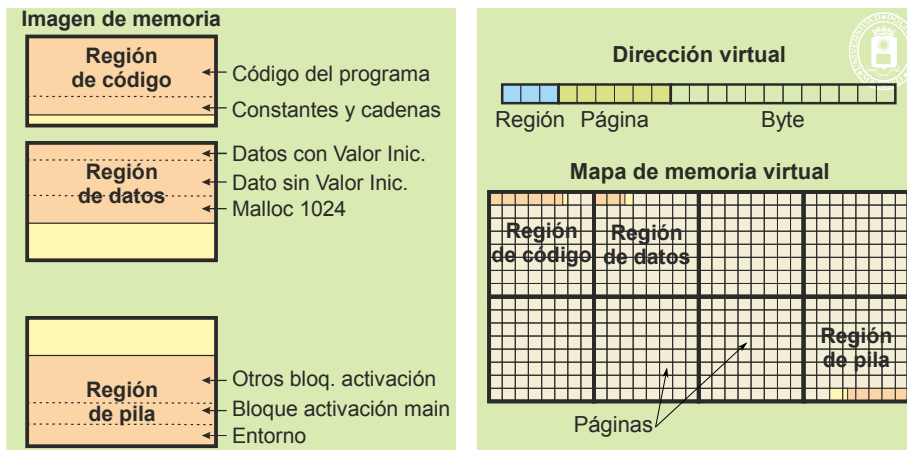 Imagen de memoria
Región
de código
Código del programa
Constantes y cadenas
Región
de datos
Datos con Valor Inic.
Dato sin Valor Inic.
Malloc 1024
Región
de pila
Otros bloq. activación
Bloque activación main
Entorno
Dirección virtual
Región
Página
Byte
Mapa de memoria virtual
Región
de código
Región
de datos
Región
de pila
Páginas